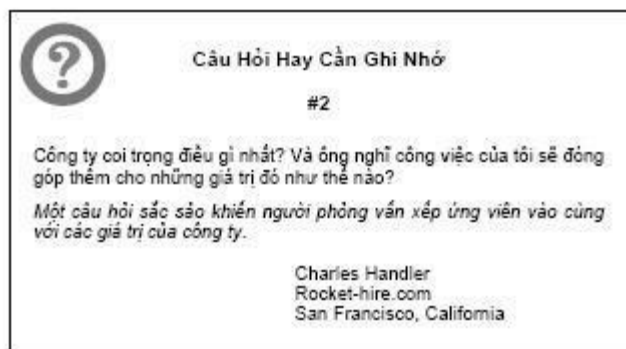 ?
Câu Hỏi Hay Cần Ghi Nhớ
#2
Công ty coi trọng điều gì nhất? Và ông nghĩ công việc của tôi sẽ đóng
góp thêm cho những giá trị đó như thế nào?
Một câu hỏi sắc sảo khiến người phỏng vấn xếp ứng viên vào cùng
với các giá trị của công ty.
Charles Handler
Rocket-hire.com
San Francisco, California